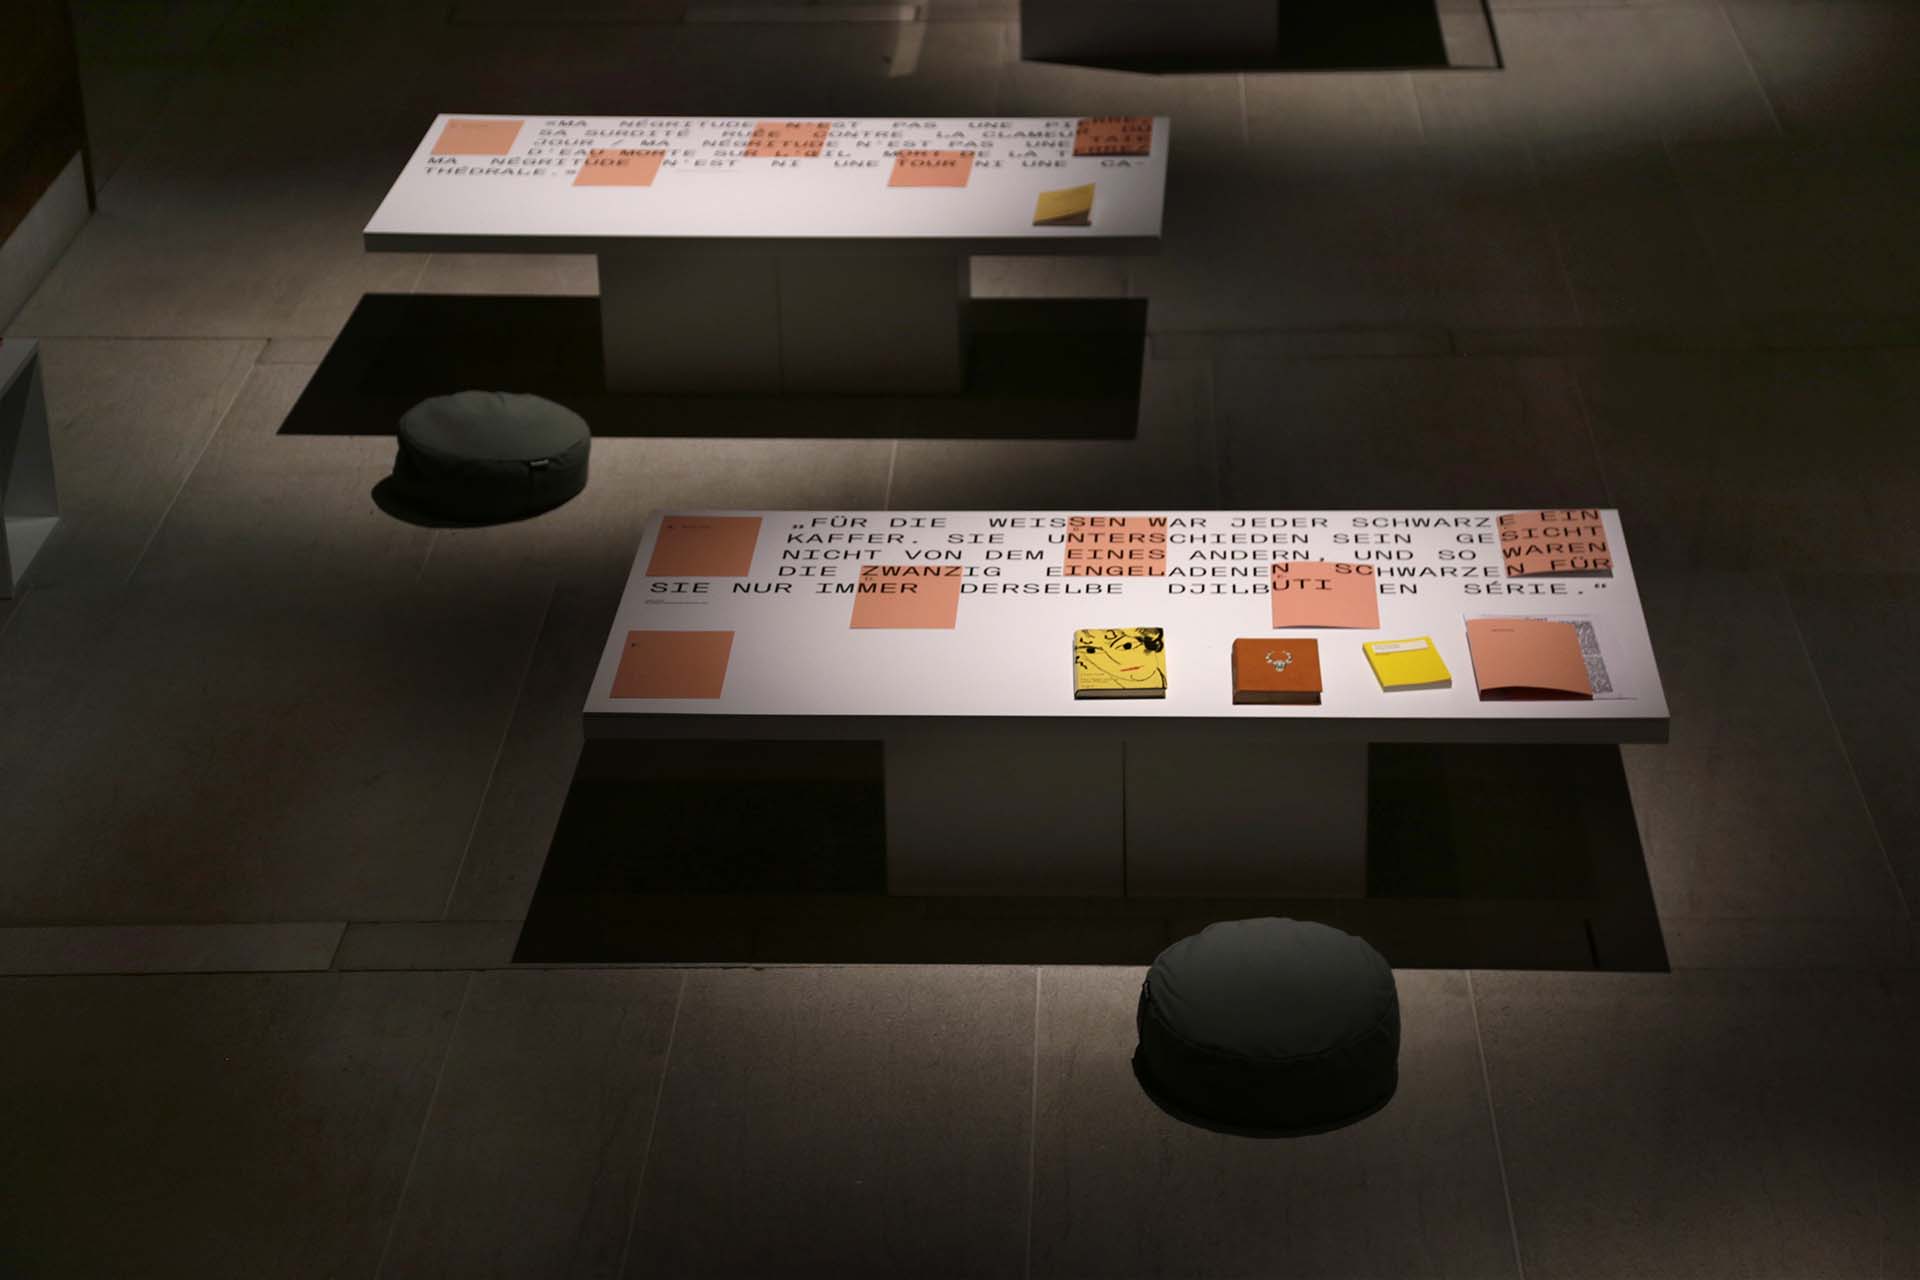 «MA NÉGRITUDE N'EST PAS UNE PIERRE,
SA SURDITÉ RUÉE CONTRE LA CLAMEUR DU
JOUR / MA NÉGRITUDE N'EST PAS UNE TAIE
D'EAU MORTE SUR L'ŒIL MORT DE LA TERRE/
MA NÉGRITUDE N'EST NI UNE TOUR NI UNE CA-
THÉDRALE.»
„FÜR DIE WEISSEN WAR JEDER SCHWARZE EIN
KAFFER. SIE UNTERSCHIEDEN SEIN GESICHT
NICHT VON DEM EINES ANDERN, UND SO WAREN
DIE ZWANZIG EINGELADENEN SCHWARZEN FÜR
SIE NUR IMMER DERSELBE DJILBUTI EN SÉRIE.“